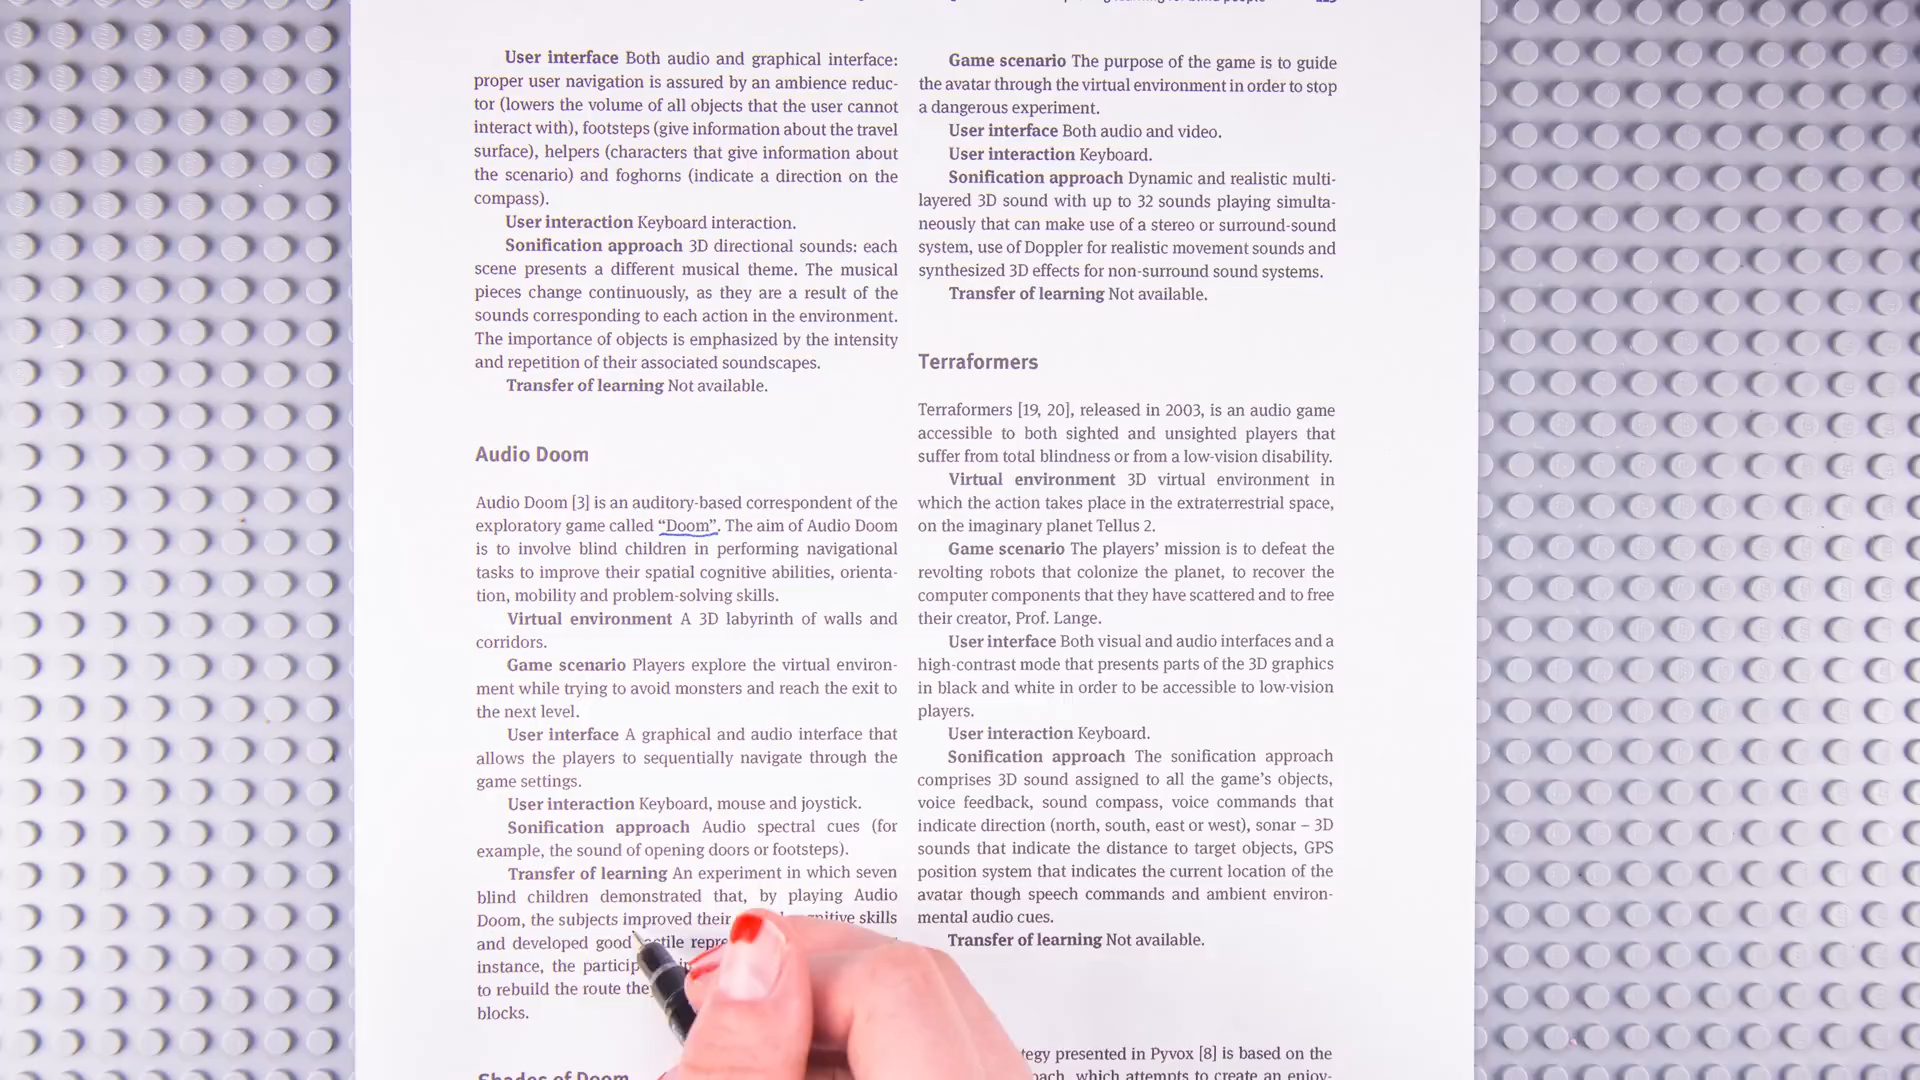 learning for blind people
User interface Both audio and graphical interface:
proper user navigation is assured by an ambience reduc-
tor (lowers the volume of all objects that the user cannot
interact with), footsteps (give information about the travel
surface), helpers (characters that give information about
the scenario) and foghorns (indicate a direction on the
compass).
User interaction Keyboard interaction.
Sonification approach 3D directional sounds: each
scene presents a different musical theme. The musical
pieces change continuously, as they are a result of the
sounds corresponding to each action in the environment.
The importance of objects is emphasized by the intensity
and repetition of their associated soundscapes.
Transfer of learning Not available.
Audio Doom
Audio Doom [3] is an auditory-based correspondent of the
exploratory game called “Doom”. The aim of Audio Doom
is to involve blind children in performing navigational
tasks to improve their spatial cognitive abilities, orienta-
tion, mobility and problem-solving skills.
Virtual environment A 3D labyrinth of walls and
corridors.
Game scenario Players explore the virtual environ-
ment while trying to avoid monsters and reach the exit to
the next level.
User interface A graphical and audio interface that
allows the players to sequentially navigate through the
game settings.
User interaction Keyboard, mouse and joystick.
Sonification approach Audio spectral cues (for
example, the sound of opening doors or footsteps).
Transfer of learning An experiment in which seven
blind children demonstrated that, by playing Audio
Doom, the subjects improved their skills
and developed good
instance, the
to rebuild the route
blocks.
Shades of Doom
Game scenario The purpose of the game is to guide
the avatar through the virtual environment in order to stop
a dangerous experiment.
User interface Both audio and video.
User interaction Keyboard.
Sonification approach Dynamic and realistic multi-
layered 3D sound with up to 32 sounds playing simulta-
neously that can make use of a stereo or surround-sound
system, use of Doppler for realistic movement sounds and
synthesized 3D effects for non-surround sound systems.
Transfer of learning Not available.
Terraformers
Terraformers [19, 20], released in 2003, is an audio game
accessible to both sighted and unsighted players that
suffer from total blindness or from a low-vision disability.
Virtual environment 3D virtual environment in
which the action takes place in the extraterrestrial space,
on the imaginary planet Tellus 2.
Game scenario The players’ mission is to defeat the
revolting robots that colonize the planet, to recover the
computer components that they have scattered and to free
their creator, Prof. Lange.
User interface Both visual and audio interfaces and a
high-contrast mode that presents parts of the 3D graphics
in black and white in order to be accessible to low-vision
players.
User interaction Keyboard.
Sonification approach The sonification approach
comprises 3D sound assigned to all the game’s objects,
voice feedback, sound compass, voice commands that
indicate direction (north, south, east or west), sonar – 3D
sounds that indicate the distance to target objects, GPS
position system that indicates the current location of the
avatar though speech commands and ambient environ-
mental audio cues.
Transfer of learning Not available.
presented in Pyvox [8] is based on the
which attempts to create an enjoy-